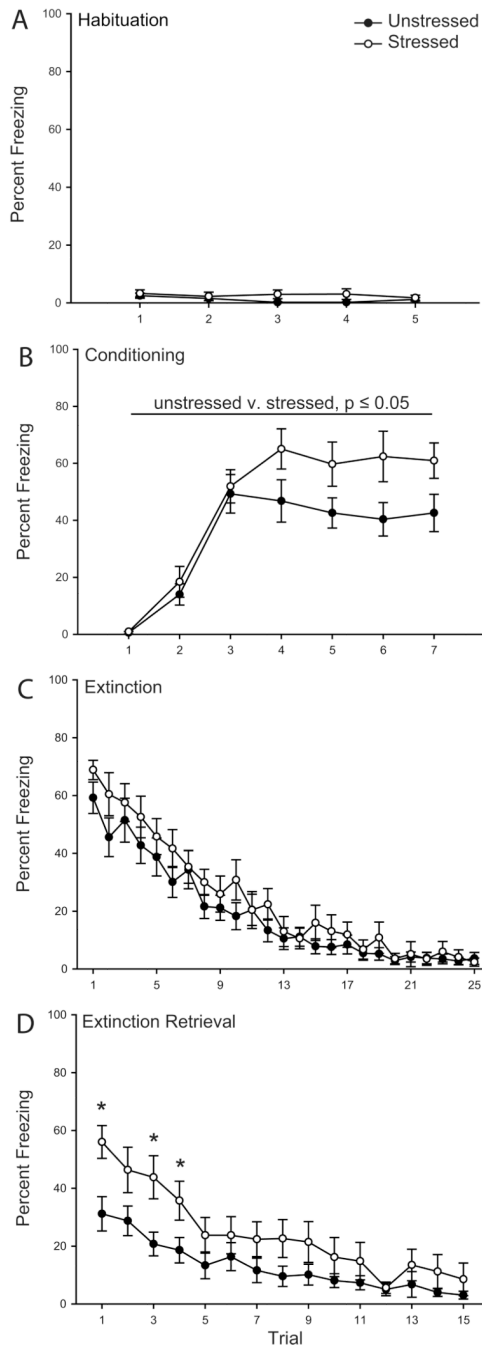 A Habituation
Unstressed
Stressed
Percent Freezing
100
80
60
40
20
0
1 2 3 4 5
B Conditioning
unstressed v. stressed, p ≤ 0.05
Percent Freezing
100
80
60
40
20
0
1 2 3 4 5 6 7
C Extinction
Percent Freezing
100
80
60
40
20
0
1 5 9 13 17 21 25
D Extinction Retrieval
Percent Freezing
100
80
60
40
20
0
* * *
1 3 5 7 9 11 13 15
Trial